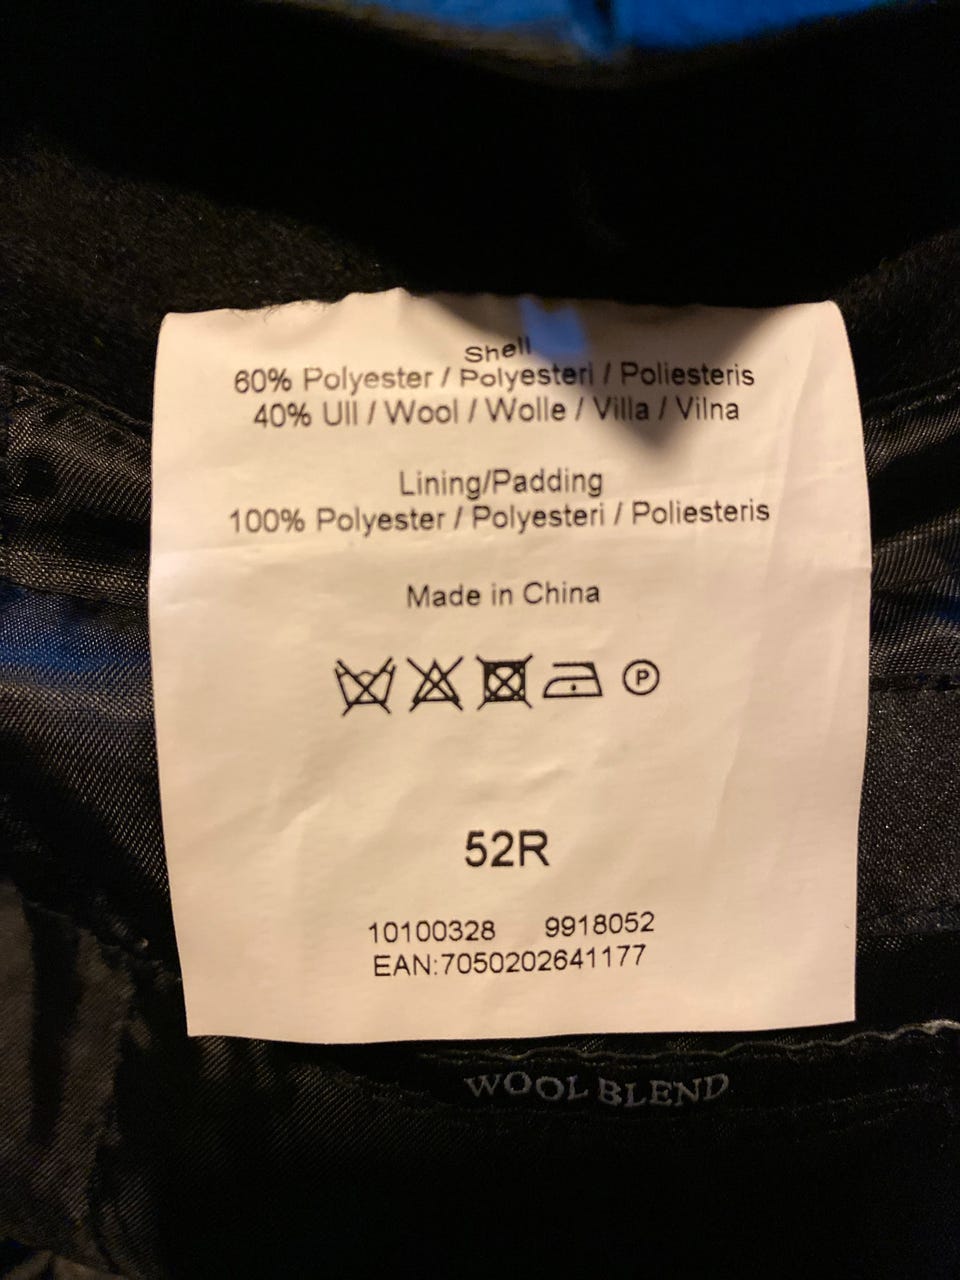 Shell
60% Polyester / Polyesteri / Poliesteris
40% Ull / Wool / Wolle / Villa / Vilna
Lining/Padding
100% Polyester / Polyesteri / Poliesteris
Made in China
P
52R
10100328 9918052
EAN:7050202641177
WOOL BLEND